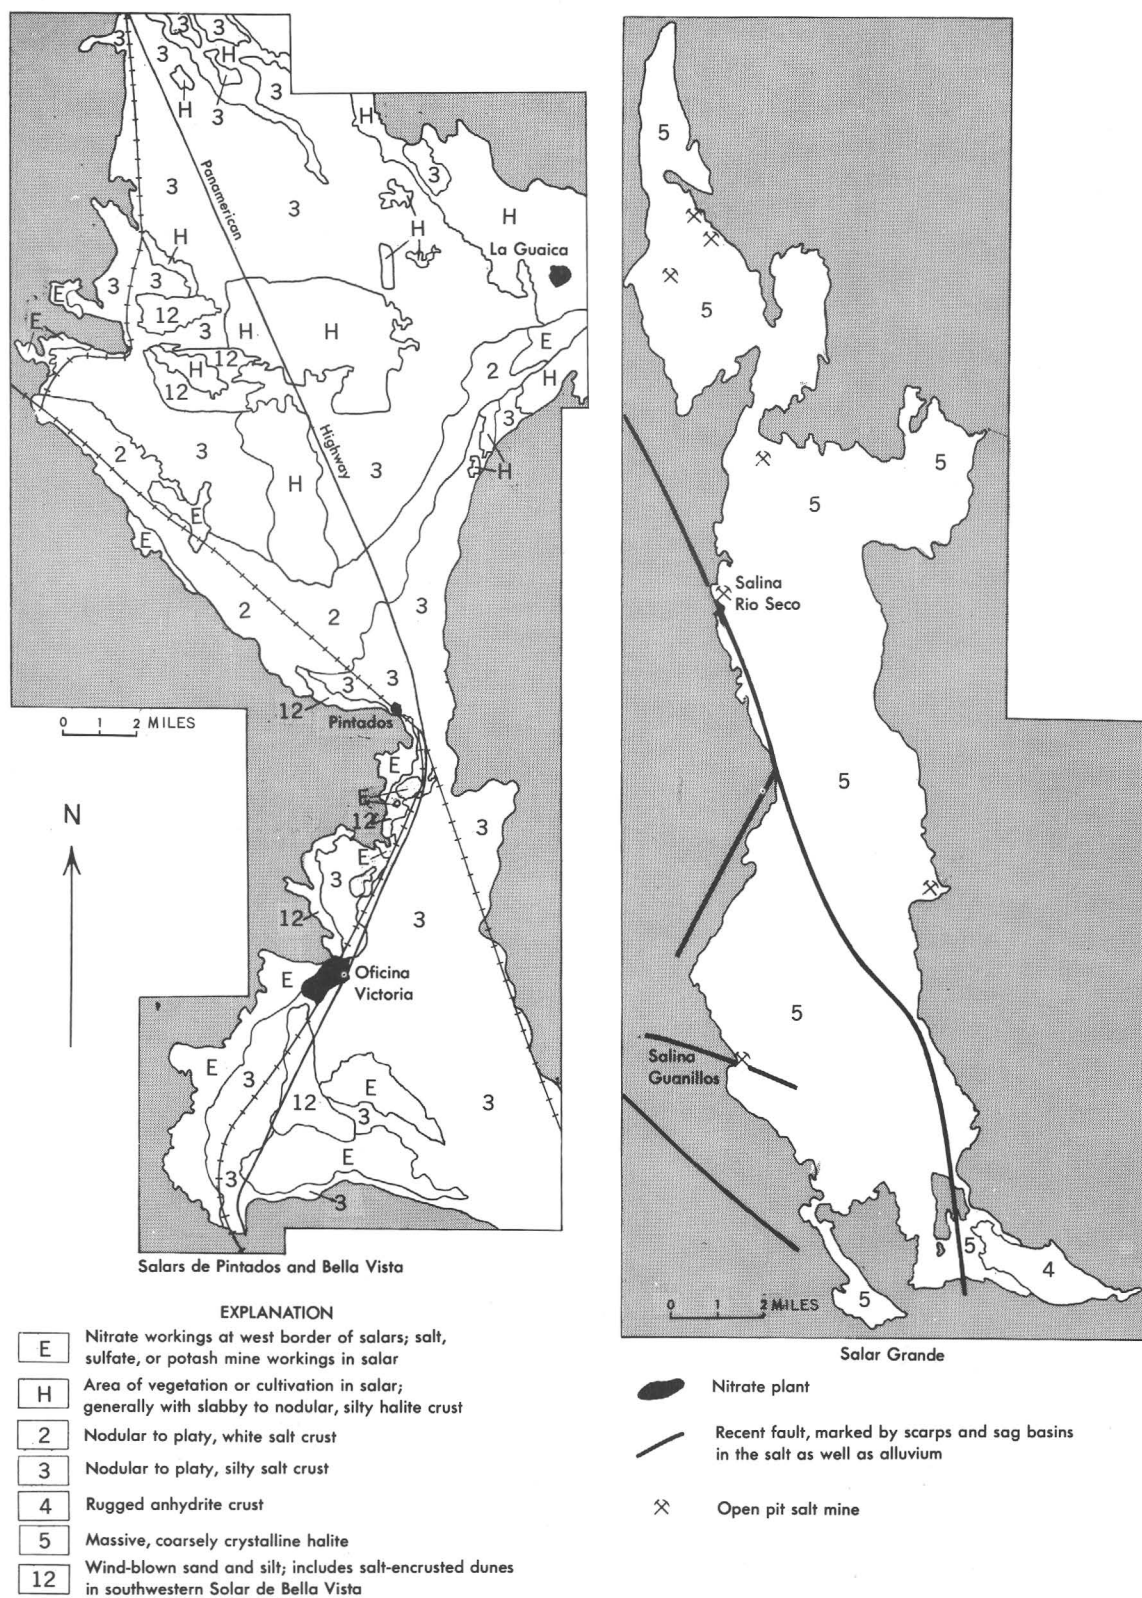 3
3
3
3
H
3
H
3
H
3
3
3
H
H
H
Panamerican
La Guaica
H
3
3
E
12
E
3
H
H
E
12
H
2
H
12
3
Highway
2
3
H
3
H
E
E
2
2
3
3
3
12
Pintados
0 1 2 MILES
E
E
12
3
N
E
3
12
3
E
Oficina
Victoria
E
3
E
12
3
3
E
3
3
Salars de Pintados and Bella Vista
5
5
5
5
Salina
Rio Seco
5
5
Salina
Guanillos
5
4
5
0 1 2 MILES
Salar Grande
EXPLANATION
E Nitrate workings at west border of salars; salt,
sulfate, or potash mine workings in salar
H Area of vegetation or cultivation in salar;
generally with slabby to nodular, silty halite crust
2 Nodular to platy, white salt crust
3 Nodular to platy, silty salt crust
4 Rugged anhydrite crust
5 Massive, coarsely crystalline halite
12 Wind-blown sand and silt; includes salt-encrusted dunes
in southwestern Solar de Bella Vista
Nitrate plant
Recent fault, marked by scarps and sag basins
in the salt as well as alluvium
Open pit salt mine